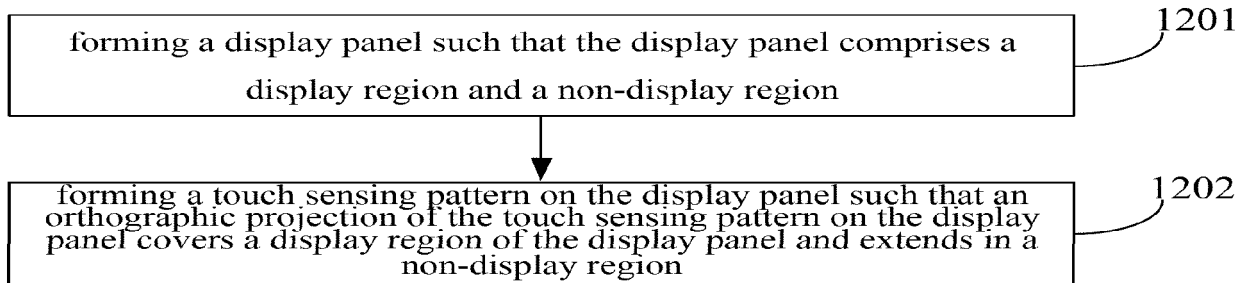 forming a display panel such that the display panel comprises a
display region and a non-display region
1201
forming a touch sensing pattern on the display panel such that an
orthographic projection of the touch sensing pattern on the display
panel covers a display region of the display panel and extends in a
non-display region
1202